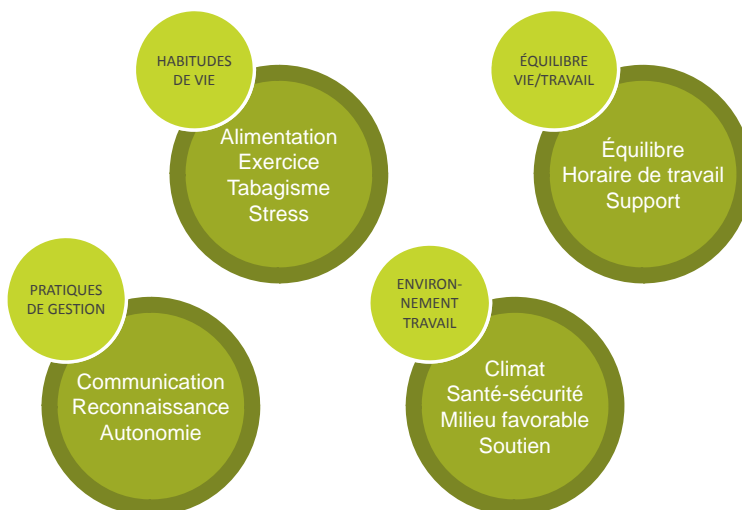 HABITUDES
DE VIE
Alimentation
Exercice
Tabagisme
Stress
ÉQUILIBRE
VIE/TRAVAIL
Équilibre
Horaire de travail
Support
PRATIQUES
DE GESTION
Communication
Reconnaissance
Autonomie
ENVIRON-
NEMENT
TRAVAIL
Climat
Santé-sécurité
Milieu favorable
Soutien